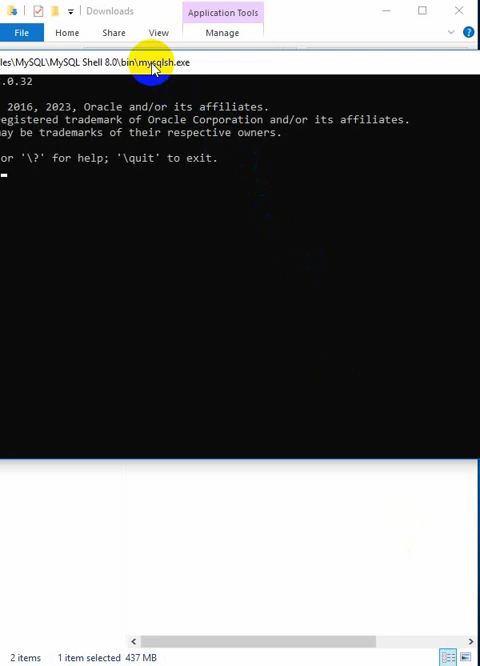 Downloads
Application Tools
File
Home
Share
View
Manage
les\MySQL\MySQL Shell 8.0\bin\mysqlsh.exe
.0.32
2016, 2023, Oracle and/or its affiliates.
registered trademark of Oracle Corporation and/or its affiliates.
may be trademarks of their respective owners.
or '\?' for help; '\quit' to exit.
2 items
1 item selected
437 MB